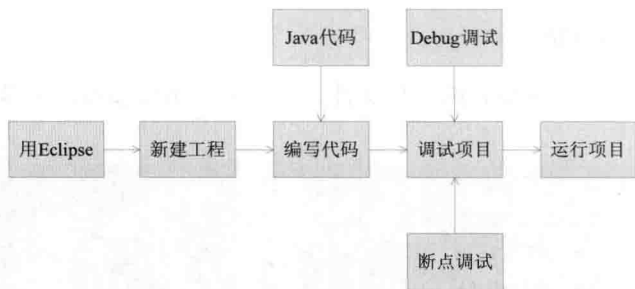 Java代码
Debug调试
用Eclipse
新建工程
编写代码
调试项目
运行项目
断点调试